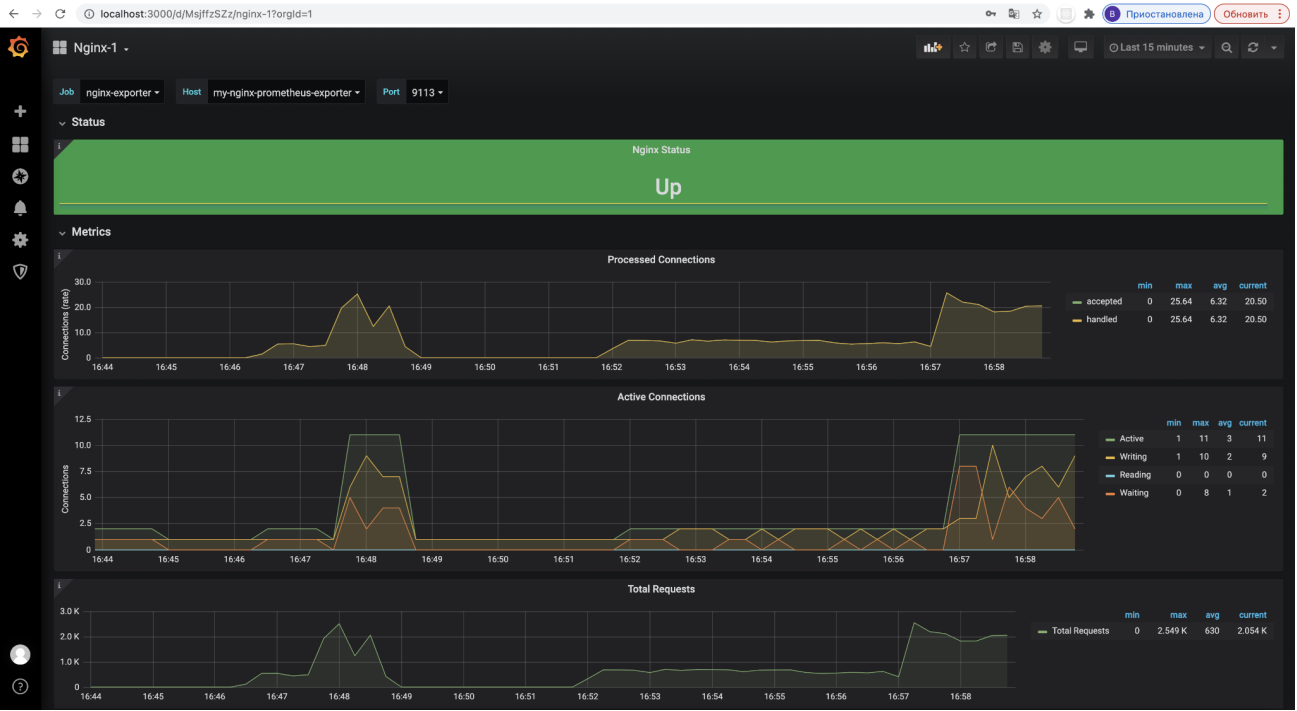 localhost:3000/d/MsjffzSZz/nginx-1?orgId=1
В Приостановлена Обновить
Nginx-1
Last 15 minutes
Job nginx-exporter Host my-nginx-prometheus-exporter Port 9113
Status
Nginx Status
Up
Metrics
Processed Connections
Connections (rate)
30.0
20.0
10.0
0
16:44 16:45 16:46 16:47 16:48 16:49 16:50 16:51 16:52 16:53 16:54 16:55 16:56 16:57 16:58
min max avg current
accepted 0 25.64 6.32 20.50
handled 0 25.64 6.32 20.50
Active Connections
Connections
12.5
10.0
7.5
5.0
2.5
0
16:44 16:45 16:46 16:47 16:48 16:49 16:50 16:51 16:52 16:53 16:54 16:55 16:56 16:57 16:58
min max avg current
Active 1 11 3 11
Writing 1 10 2 9
Reading 0 0 0 0
Waiting 0 8 1 2
Total Requests
3.0 K
2.0 K
1.0 K
0
16:44 16:45 16:46 16:47 16:48 16:49 16:50 16:51 16:52 16:53 16:54 16:55 16:56 16:57 16:58
min max avg current
Total Requests 0 2.549 K 630 2.054 K